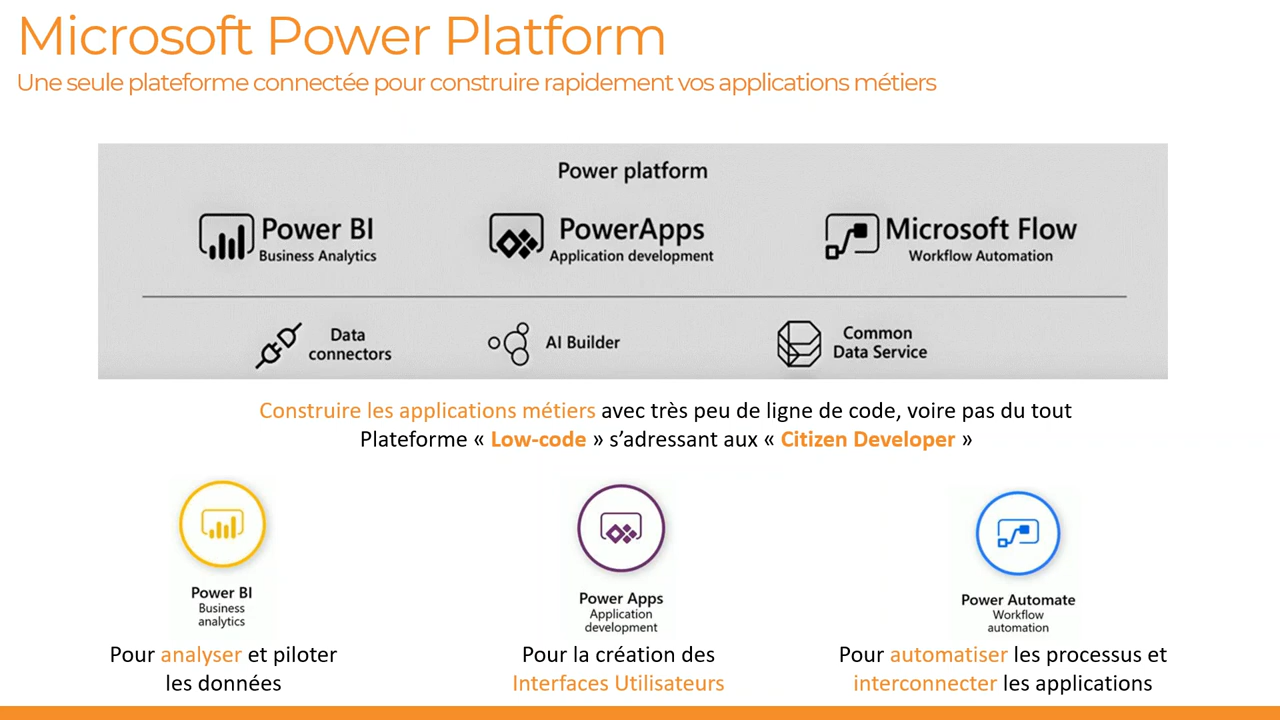 Microsoft Power Platform
Une seule plateforme connectée pour construire rapidement vos applications métiers
Power platform
Power BI
Business Analytics
PowerApps
Application development
Microsoft Flow
Workflow Automation
Data
connectors
AI Builder
Common
Data Service
Construire les applications métiers avec très peu de ligne de code, voire pas du tout
Plateforme « Low-code » s’adressant aux « Citizen Developer »
Power BI
Business
analytics
Pour analyser et piloter
les données
Power Apps
Application
development
Pour la création des
Interfaces Utilisateurs
Power Automate
Workflow
automation
Pour automatiser les processus et
interconnecter les applications